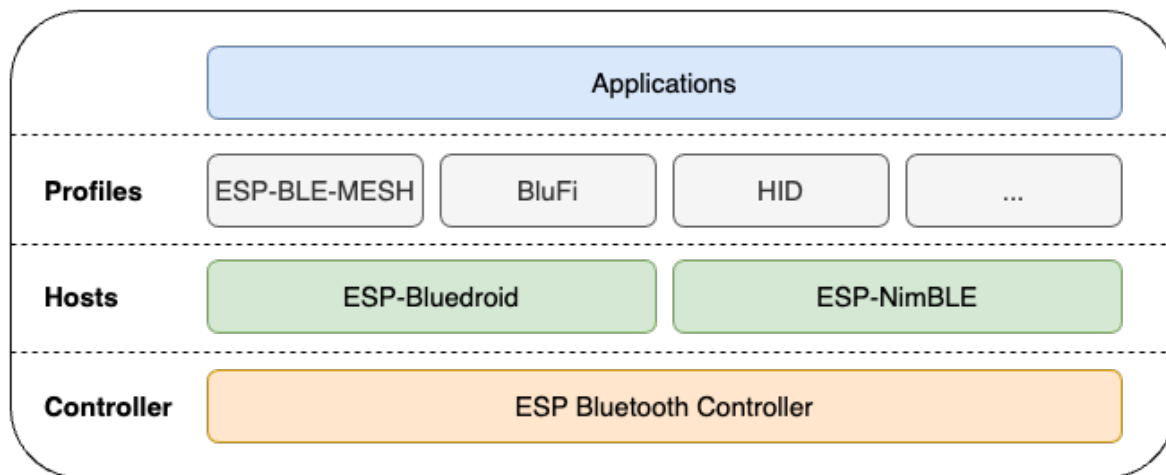 Applications
Profiles
ESP-BLE-MESH
BluFi
HID
...
Hosts
ESP-Bluedroid
ESP-NimBLE
Controller
ESP Bluetooth Controller